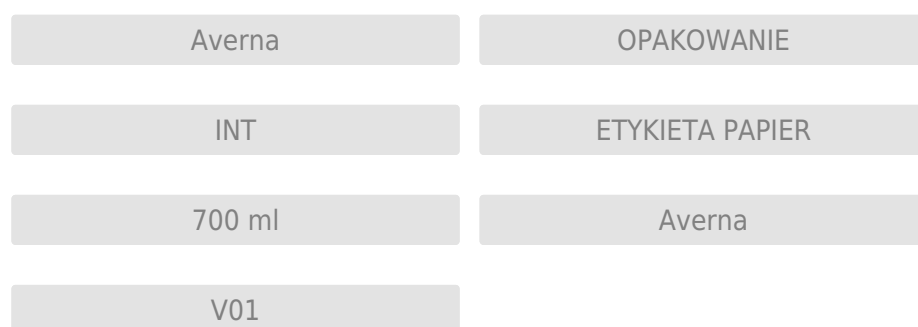 Averna
OPAKOWANIE
INT
ETYKIETA PAPIER
700 ml
Averna
V01